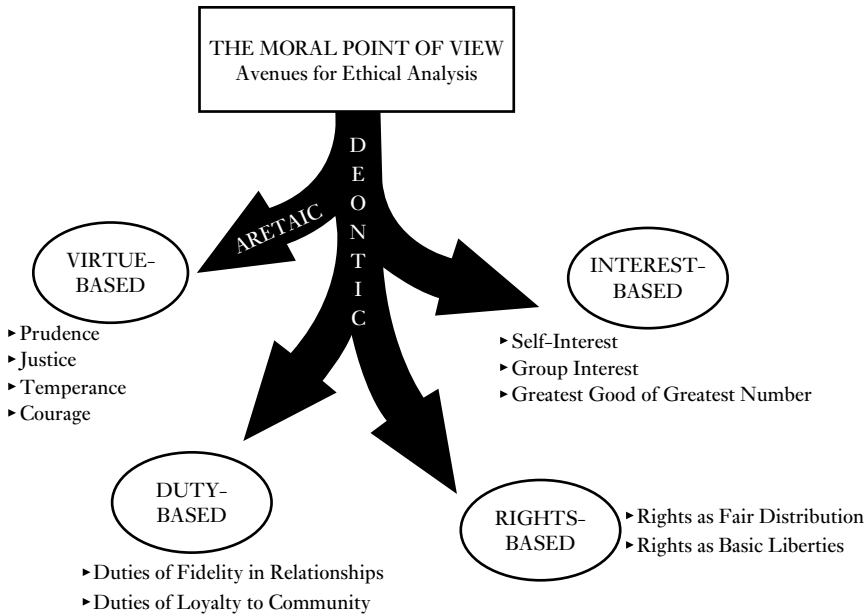 THE MORAL POINT OF VIEW
Avenues for Ethical Analysis
DEONTIC
ARETAIC
VIRTUE-
BASED
▸Prudence
▸Justice
▸Temperance
▸Courage
INTEREST-
BASED
▸Self-Interest
▸Group Interest
▸Greatest Good of Greatest Number
DUTY-
BASED
▸Duties of Fidelity in Relationships
▸Duties of Loyalty to Community
RIGHTS-
BASED
▸Rights as Fair Distribution
▸Rights as Basic Liberties